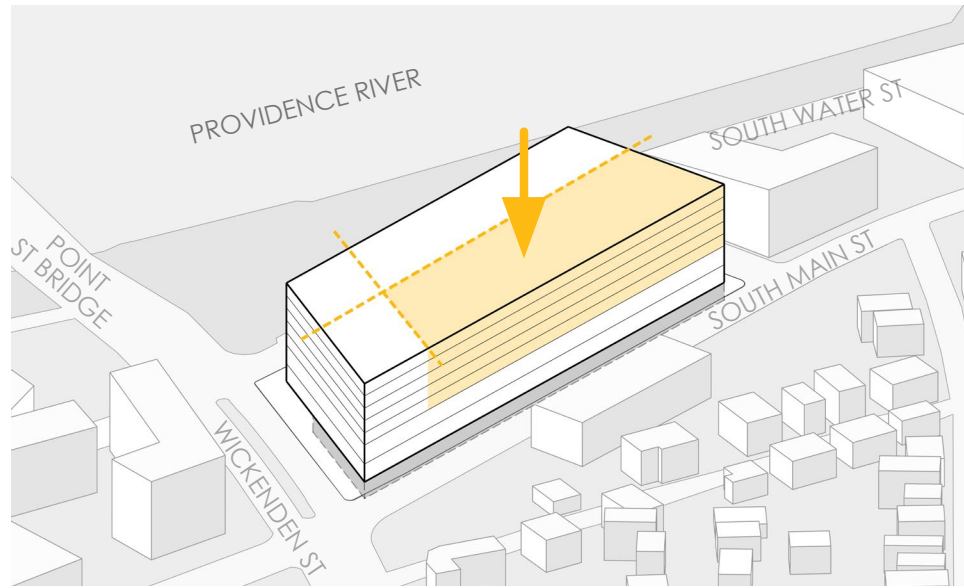 PROVIDENCE RIVER
SOUTH WATER ST
POINT
ST BRIDGE
SOUTH MAIN ST
WICKENDEN ST